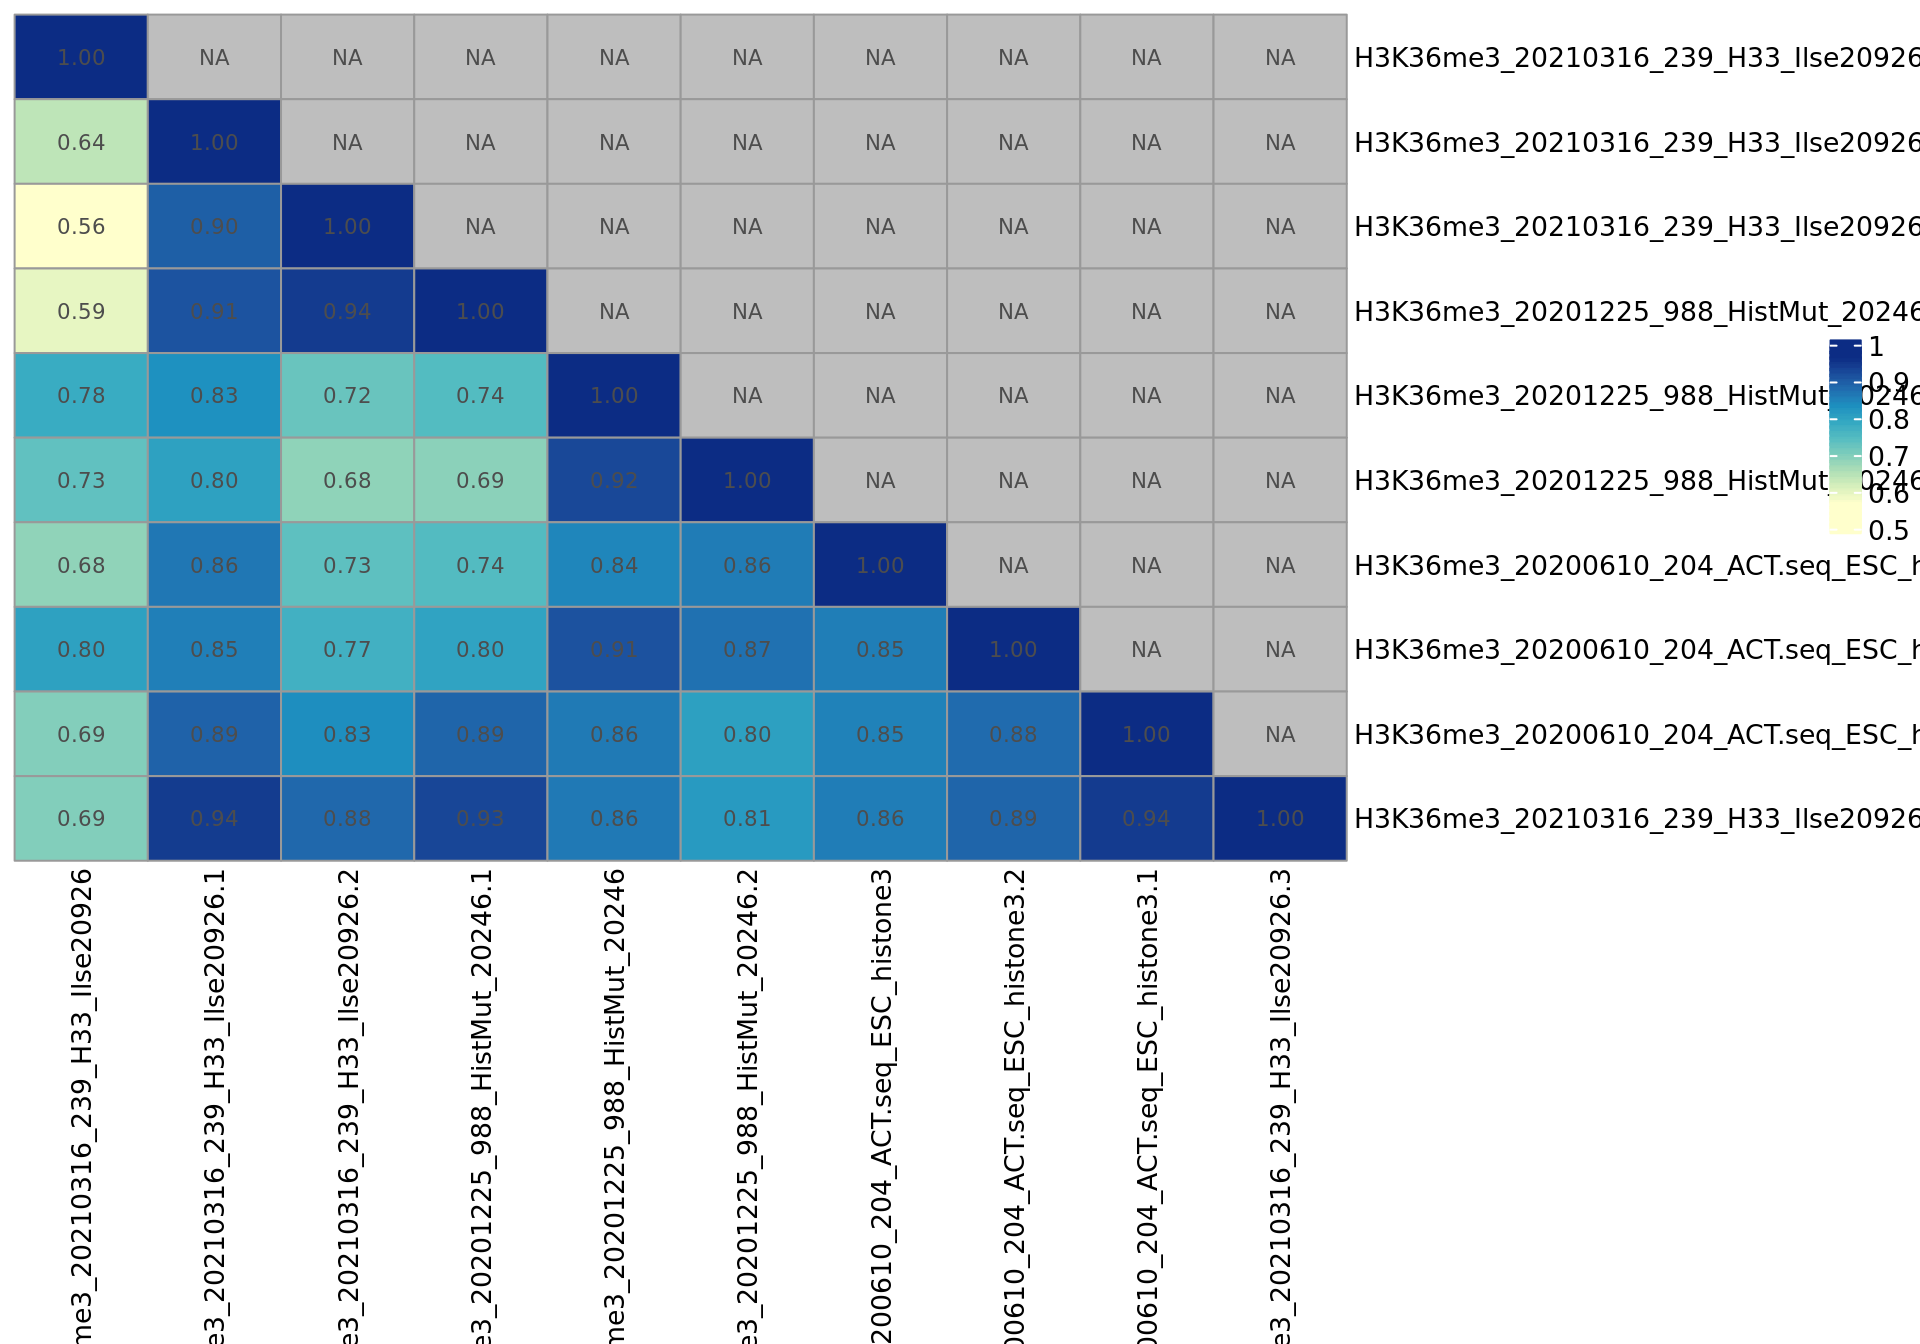 1.00 NA NA NA NA NA NA NA NA NA H3K36me3_20210316_239_H33_Ilse20926
0.64 1.00 NA NA NA NA NA NA NA NA H3K36me3_20210316_239_H33_Ilse20926
0.56 0.90 1.00 NA NA NA NA NA NA NA H3K36me3_20210316_239_H33_Ilse20926
0.59 0.91 0.94 1.00 NA NA NA NA NA NA H3K36me3_20201225_988_HistMut_20246
1
0.9
0.78 0.83 0.72 0.74 1.00 NA NA NA NA NA H3K36me3_20201225_988_HistMut_20246
0.8
0.7
0.73 0.80 0.68 0.69 0.92 1.00 NA NA NA NA H3K36me3_20201225_988_HistMut_20246
0.6
0.5
0.68 0.86 0.73 0.74 0.84 0.86 1.00 NA NA NA H3K36me3_20200610_204_ACT.seq_ESC_h
0.80 0.85 0.77 0.80 0.91 0.87 0.85 1.00 NA NA H3K36me3_20200610_204_ACT.seq_ESC_h
0.69 0.89 0.83 0.89 0.86 0.80 0.85 0.88 1.00 NA H3K36me3_20200610_204_ACT.seq_ESC_h
0.69 0.94 0.88 0.93 0.86 0.81 0.86 0.89 0.94 1.00 H3K36me3_20210316_239_H33_Ilse20926
me3_20210316_239_H33_Ilse20926
e3_20210316_239_H33_Ilse20926.1
e3_20210316_239_H33_Ilse20926.2
e3_20201225_988_HistMut_20246.1
me3_20201225_988_HistMut_20246
e3_20201225_988_HistMut_20246.2
200610_204_ACT.seq_ESC_histone3
00610_204_ACT.seq_ESC_histone3.2
00610_204_ACT.seq_ESC_histone3.1
e3_20210316_239_H33_Ilse20926.3